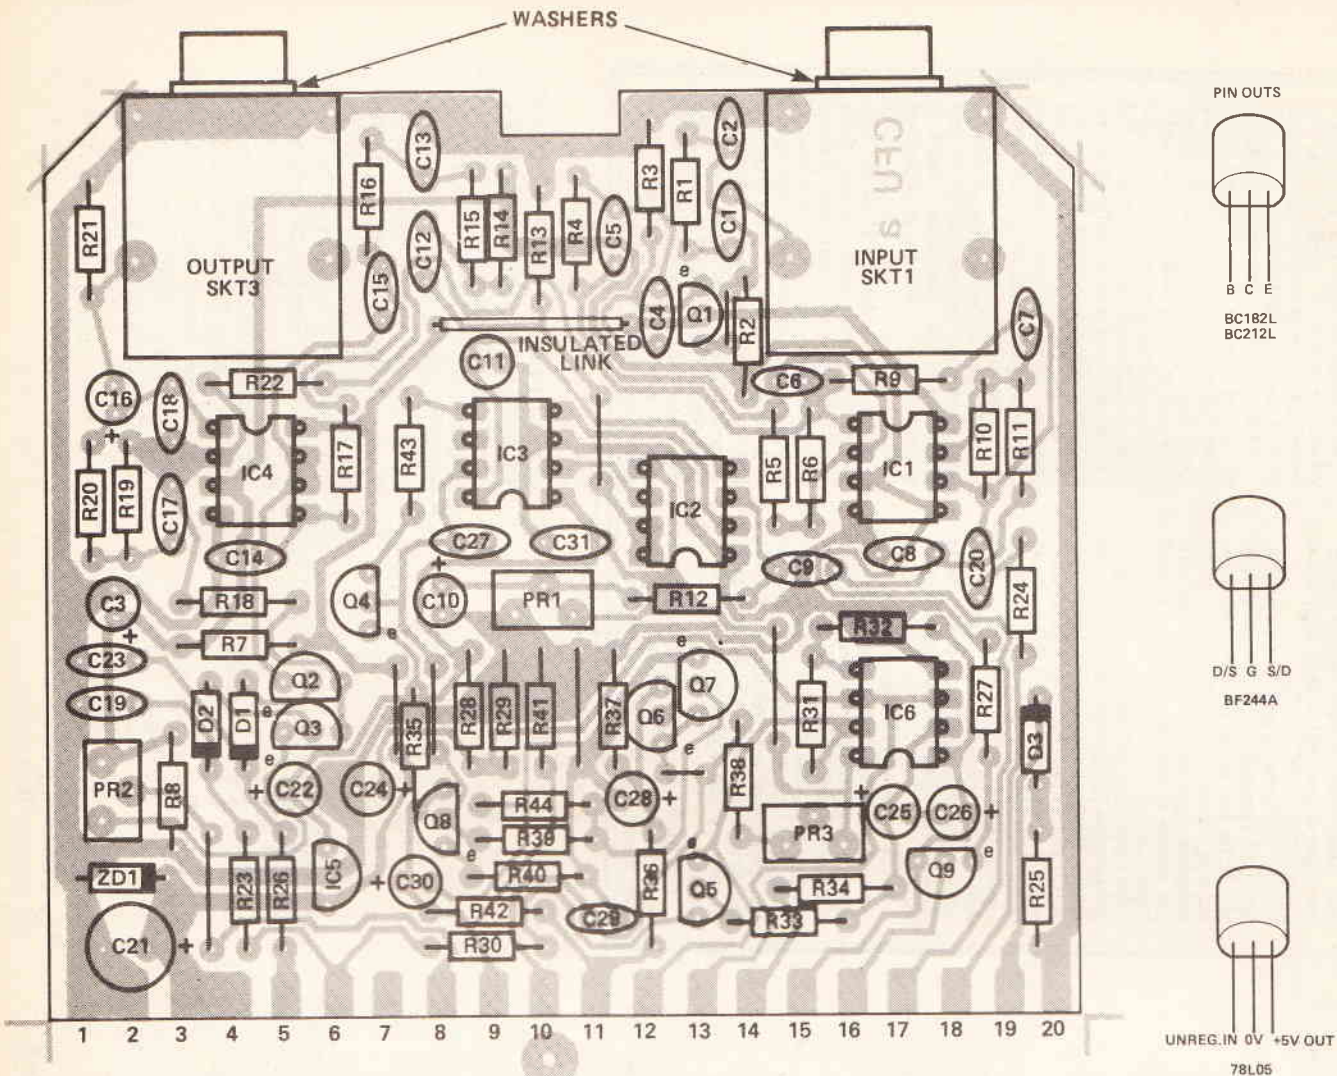 WASHERS
OUTPUT
SKT3
INPUT
SKT1
CFU a
INSULATED
LINK
R21
R16
C13
C12
C15
R15
R14
R13
R4
C5
R3
R1
C2
C1
e
C4
Q1
R2
C7
C11
C6
R9
C16
+
C18
R22
IC4
R17
R43
IC3
IC2
R5
R6
IC1
R10
R11
R20
R19
C17
C14
C27
C31
C9
C8
C20
R24
C3
+
R18
Q4
e
+
C10
PR1
R12
R32
R7
C23
C19
Q2
e
Q3
e
D2
D1
R35
R28
R29
R41
R37
Q6
e
Q7
e
R31
IC6
R27
D3
PR2
R8
+
C22
C24
+
Q8
e
R44
R39
R40
R42
R30
C28
+
R38
PR3
+
C25
C26
+
Q9
e
ZD1
R23
R26
IC5
+
C30
C29
R36
e
Q5
R34
R33
R25
C21
+
1 2 3 4 5 6 7 8 9 10 11 12 13 14 15 16 17 18 19 20
PIN OUTS
B C E
BC182L
BC212L
D/S G S/D
BF244A
UNREG.IN 0V +5V OUT
78L05